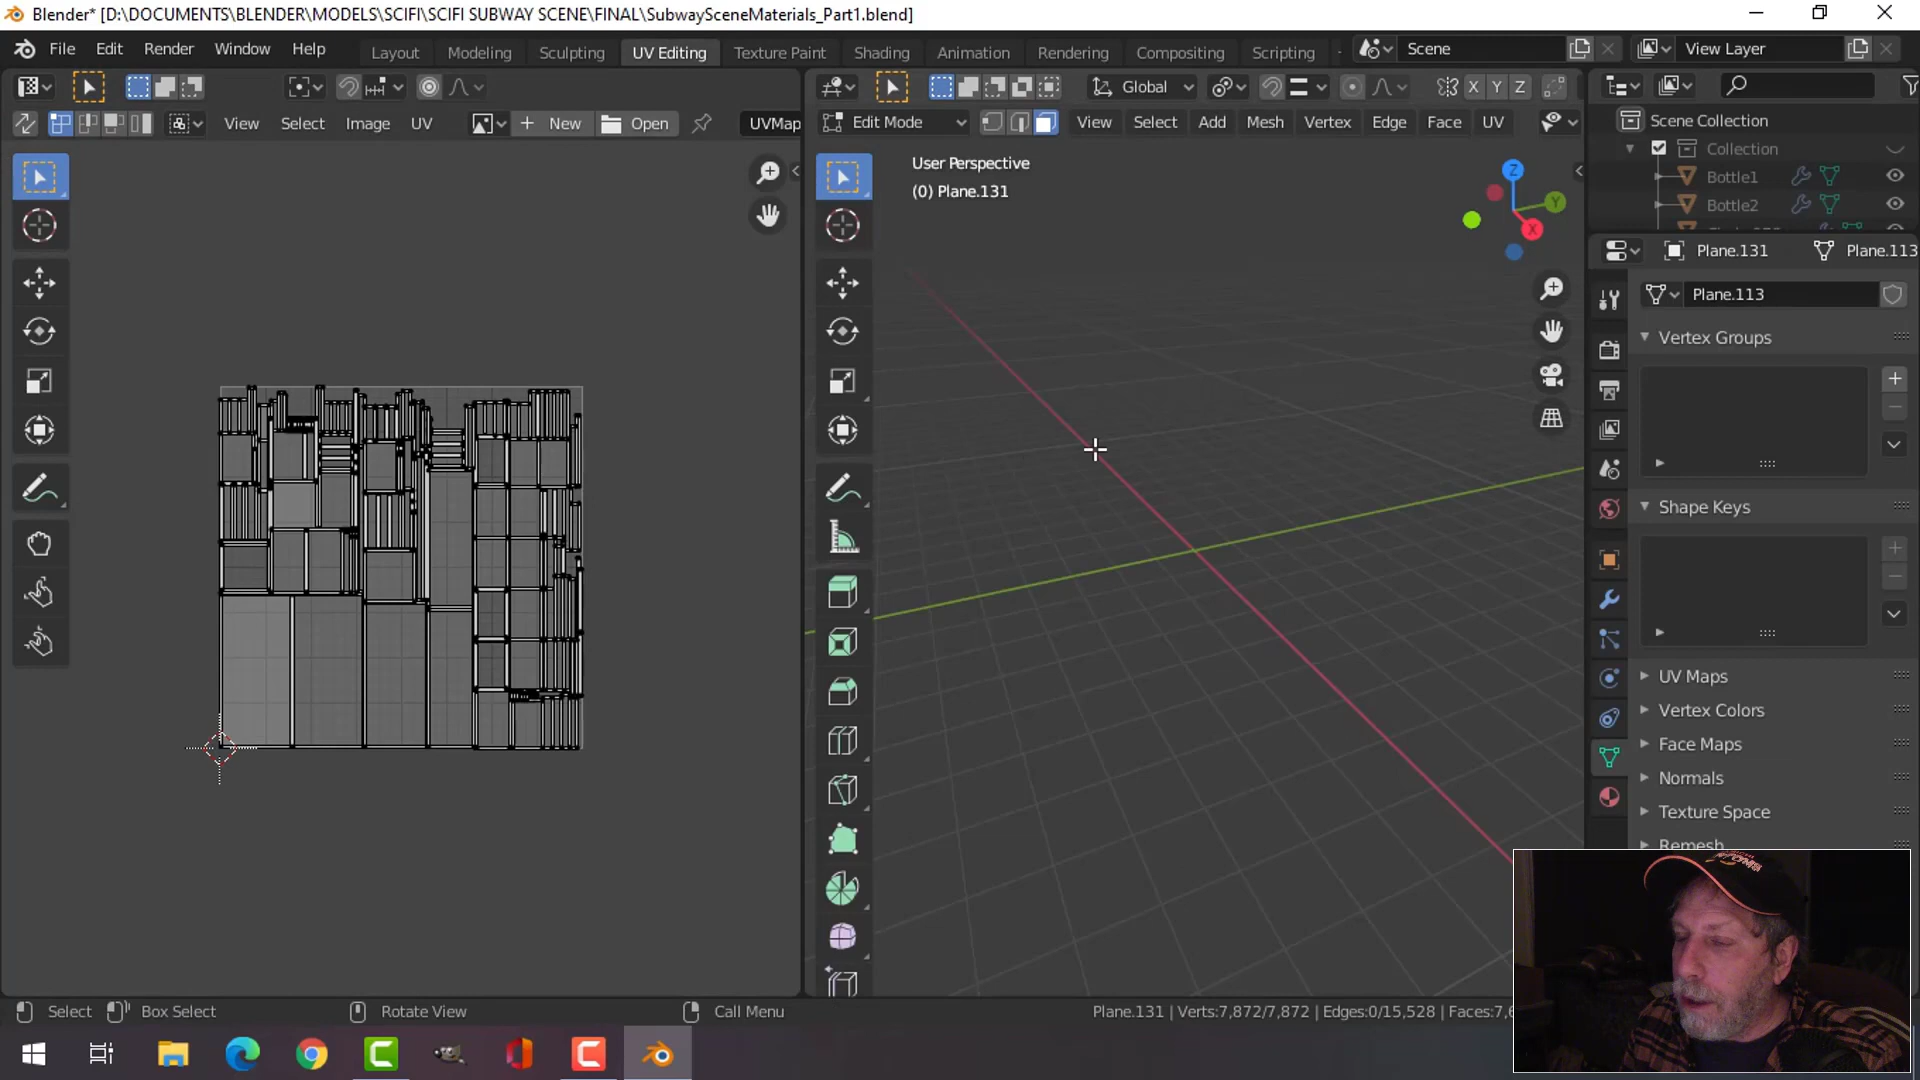 Blender* [D:\DOCUMENTS\BLENDER\MODELS\SCIFI\SCIFI SUBWAY SCENE\FINAL\SubwaySceneMaterials_Part1.blend]
File Edit Render Window Help Layout Modeling Sculpting UV Editing Texture Paint Shading Animation Rendering Compositing Scripting Scene View Layer
Global X Y Z
View Select Image UV New Open UVMap Edit Mode View Select Add Mesh Vertex Edge Face UV
Scene Collection
Collection
Bottle1
Bottle2
User Perspective
(0) Plane.131
Z
Y
X
Plane.131 Plane.113
Plane.113
Vertex Groups
Shape Keys
UV Maps
Vertex Colors
Face Maps
Normals
Texture Space
Remesh
Select Box Select Rotate View Call Menu Plane.131 | Verts:7,872/7,872 | Edges:0/15,528 | Faces:7,6